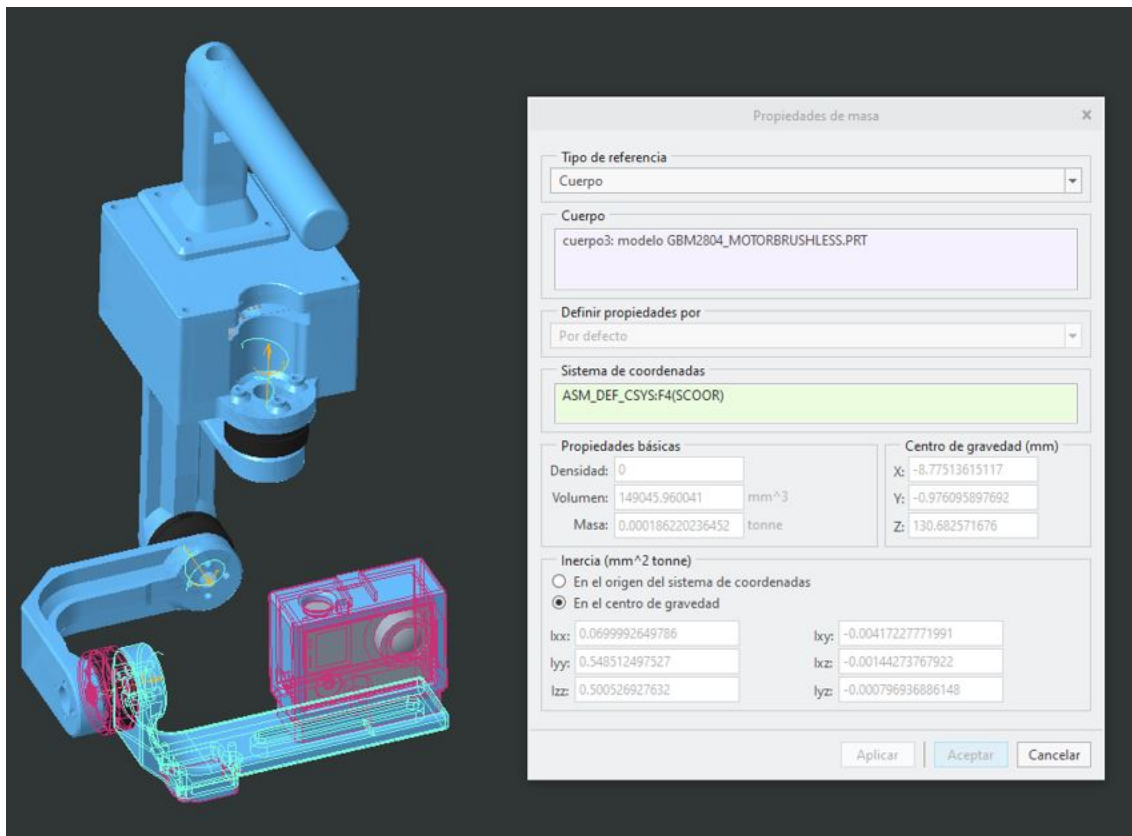 Propiedades de masa
Tipo de referencia
Cuerpo
Cuerpo
cuerpo3: modelo GBM2804_MOTORBRUSHLESS.PRT
Definir propiedades por
Por defecto
Sistema de coordenadas
ASM_DEF_CSYS:F4(SCOOR)
Propiedades básicas
Densidad: 0
Volumen: 149045.960041 mm^3
Masa: 0.000186220236452 tonne
Centro de gravedad (mm)
X: -8.77513615117
Y: -0.976095897692
Z: 130.682571676
Inercia (mm^2 tonne)
En el origen del sistema de coordenadas
En el centro de gravedad
Ixx: 0.0699992649786 Ixy: -0.00417227771991
Iyy: 0.548512497527 Ixz: -0.00144273767922
Izz: 0.500526927632 Iyz: -0.000796936886148
Aplicar Aceptar Cancelar